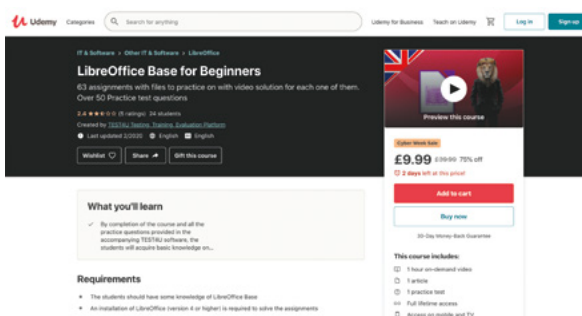 Udemy Categories Search for anything Udemy for Business Teach on Udemy Log in Sign up
IT & Software > Other IT & Software > LibreOffice
LibreOffice Base for Beginners
63 assignments with files to practice on with video solution for each one of them.
Over 50 Practice test questions
2.4 (5 ratings) 24 students
Created by TEST4U Testing, Training, Evaluation Platform
Last updated 2/2020 English English
Wishlist Share Gift this course
Preview this course
Cyber Week Sale
£9.99 £39.99 75% off
2 days left at this price!
Add to cart
Buy now
30-Day Money-Back Guarantee
This course includes:
1 hour on-demand video
1 article
1 practice test
Full lifetime access
Access on mobile and TV
What you'll learn
By completion of the course and all the
practice questions provided in the
accompanying TEST4U software, the
students will acquire basic knowledge on...
Requirements
The students should have some knowledge of LibreOffice Base
An installation of LibreOffice (version 4 or higher) is required to solve the assignments